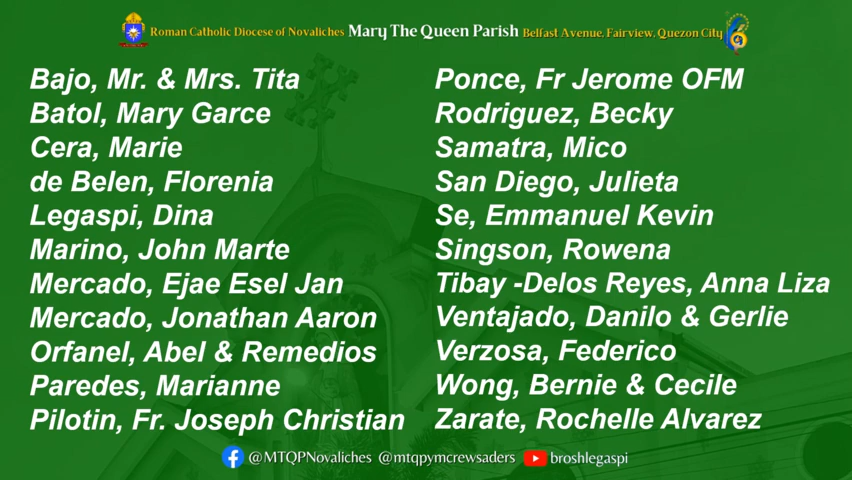 Roman Catholic Diocese of Novaliches Mary The Queen Parish Belfast Avenue, Fairview, Quezon City
Bajo, Mr. & Mrs. Tita
Batol, Mary Garce
Cera, Marie
de Belen, Florenia
Legaspi, Dina
Marino, John Marte
Mercado, Ejae Esel Jan
Mercado, Jonathan Aaron
Orfanel, Abel & Remedios
Paredes, Marianne
Pilotin, Fr. Joseph Christian
Ponce, Fr Jerome OFM
Rodriguez, Becky
Samatra, Mico
San Diego, Julieta
Se, Emmanuel Kevin
Singson, Rowena
Tibay -Delos Reyes, Anna Liza
Ventajado, Danilo & Gerlie
Verzosa, Federico
Wong, Bernie & Cecile
Zarate, Rochelle Alvarez
@MTQPNovaliches @mtqpymcrewsaders broshlegaspi